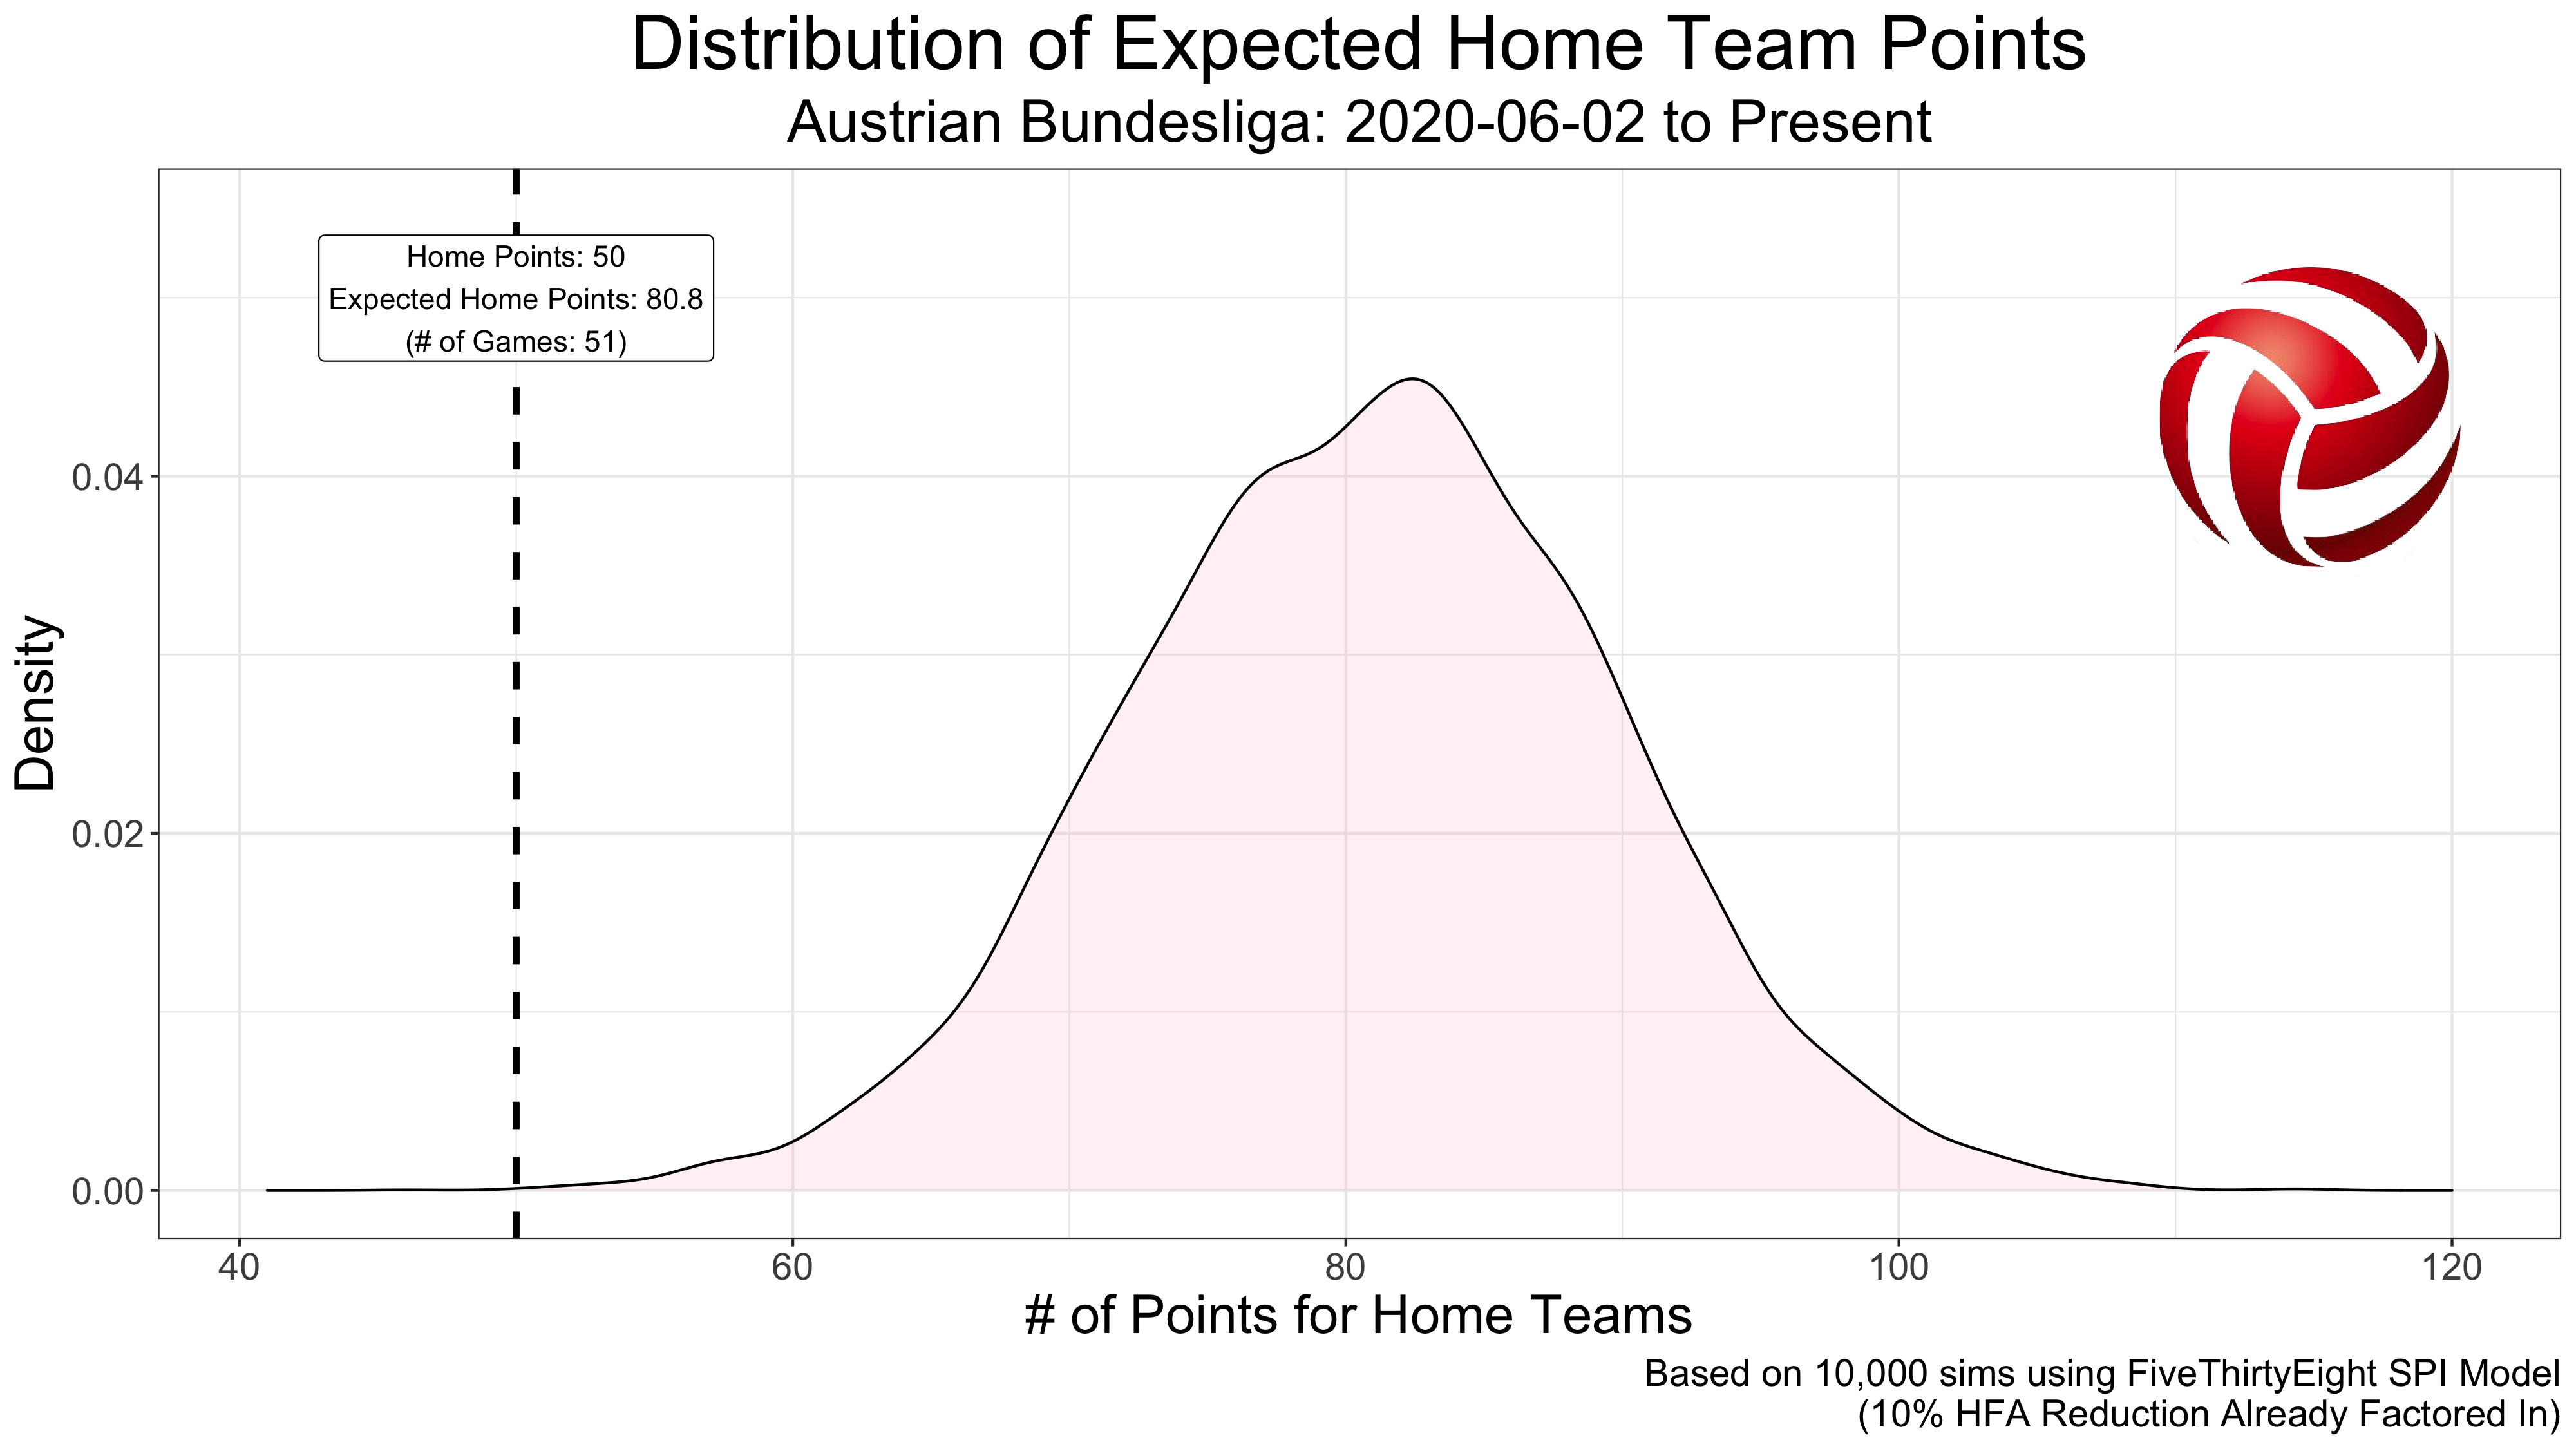 Distribution of Expected Home Team Points
Austrian Bundesliga: 2020-06-02 to Present
Home Points: 50
Expected Home Points: 80.8
(# of Games: 51)
Density
0.04
0.02
0.00
40 60 80 100 120
# of Points for Home Teams
Based on 10,000 sims using FiveThirtyEight SPI Model
(10% HFA Reduction Already Factored In)